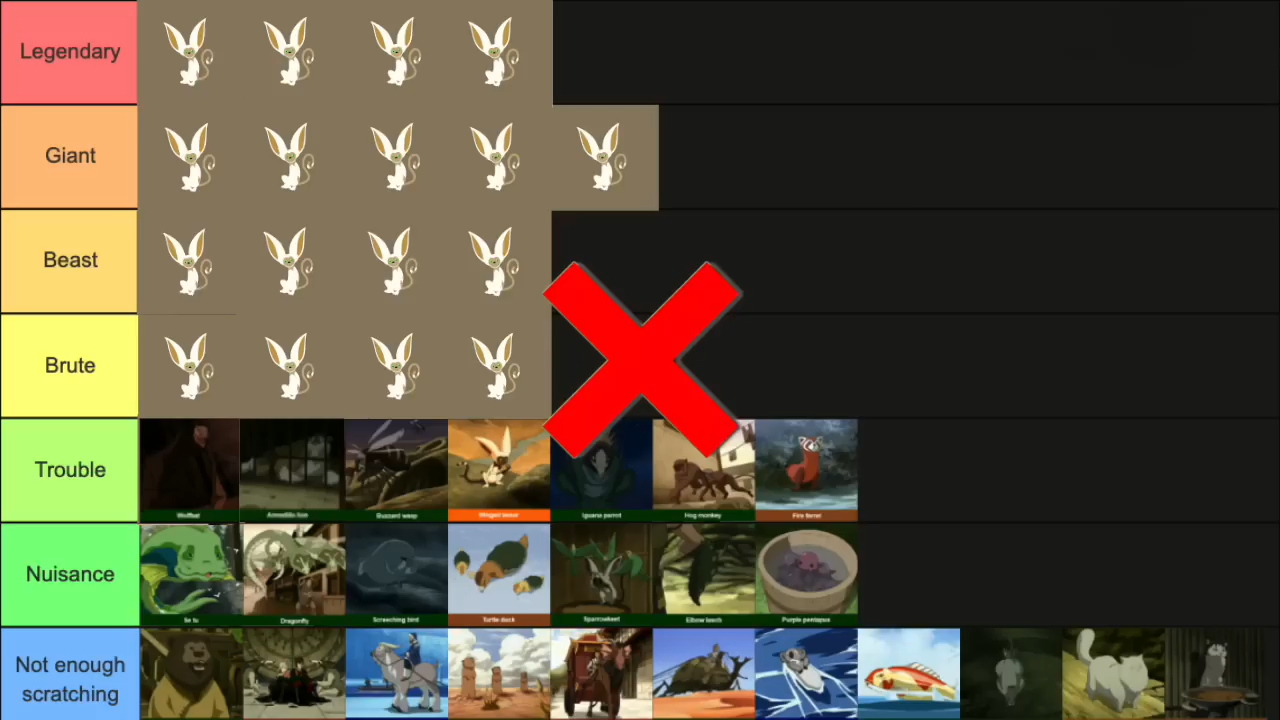 Legendary
Giant
Beast
Brute
Trouble
Wolfbat
Armadillo lion
Buzzard wasp
Winged lemur
Iguana parrot
Hog monkey
Fire ferret
Nuisance
Dragonfly
Screeching bird
Turtle duck
Sparrowkeet
Elbow leech
Purple pentapus
Not enough
scratching